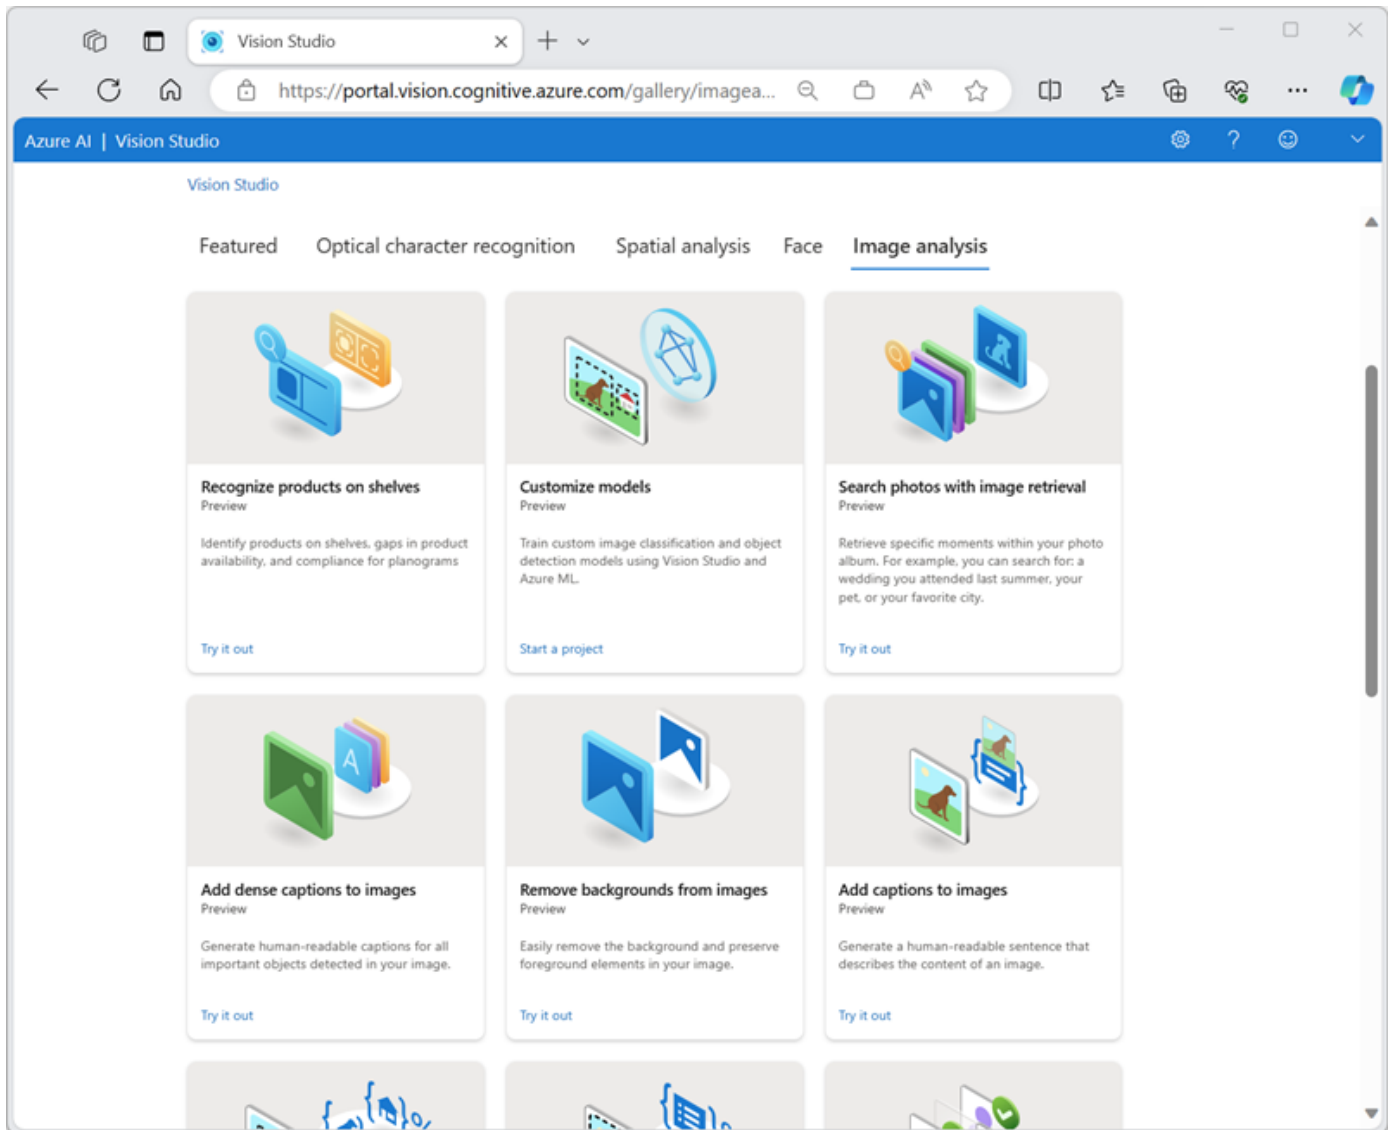 Vision Studio
https://portal.vision.cognitive.azure.com/gallery/imagea...
Azure AI | Vision Studio
Vision Studio
Featured Optical character recognition Spatial analysis Face Image analysis
Recognize products on shelves
Preview
Identify products on shelves, gaps in product
availability, and compliance for planograms
Try it out
Customize models
Preview
Train custom image classification and object
detection models using Vision Studio and
Azure ML.
Start a project
Search photos with image retrieval
Preview
Retrieve specific moments within your photo
album. For example, you can search for: a
wedding you attended last summer, your
pet, or your favorite city.
Try it out
A
Add dense captions to images
Preview
Generate human-readable captions for all
important objects detected in your image.
Try it out
Remove backgrounds from images
Preview
Easily remove the background and preserve
foreground elements in your image.
Try it out
Add captions to images
Preview
Generate a human-readable sentence that
describes the content of an image.
Try it out